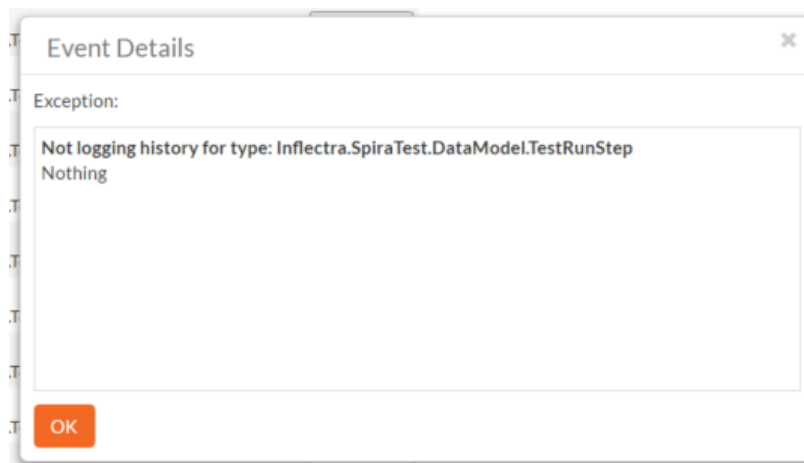 Event Details
×
Exception:
Not logging history for type: Inflectra.SpiraTest.DataModel.TestRunStep
Nothing
OK